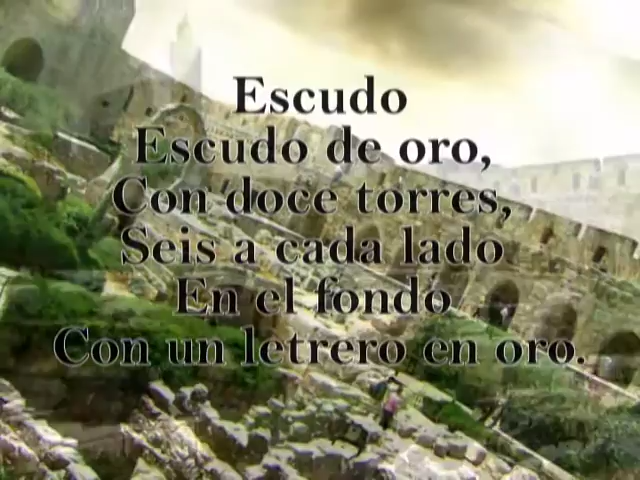 Escudo
Escudo de oro,
Con doce torres,
Seis a cada lado
En el fondo
Con un letrero en oro.